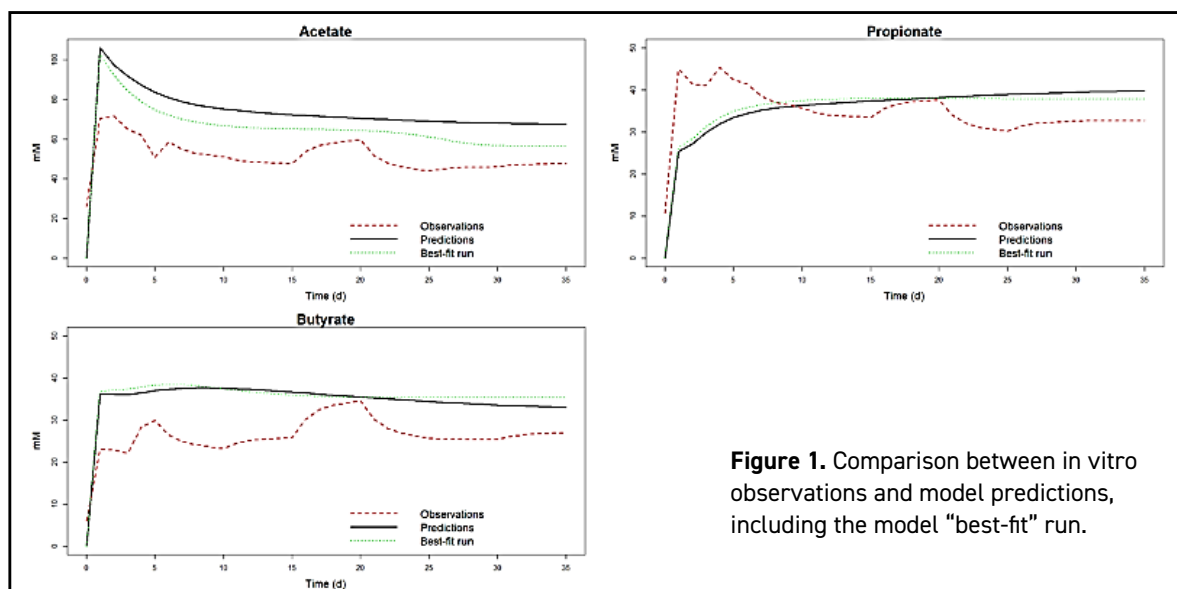 Acetate
100
80
60
40
20
0
mM
Observations
Predictions
Best-fit run
0 5 10 15 20 25 30 35
Time (d)
Propionate
50
40
30
20
10
0
mM
Observations
Predictions
Best-fit run
0 5 10 15 20 25 30 35
Time (d)
Butyrate
50
40
30
20
10
0
mM
Observations
Predictions
Best-fit run
0 5 10 15 20 25 30 35
Time (d)
Figure 1. Comparison between in vitro
observations and model predictions,
including the model “best-fit” run.